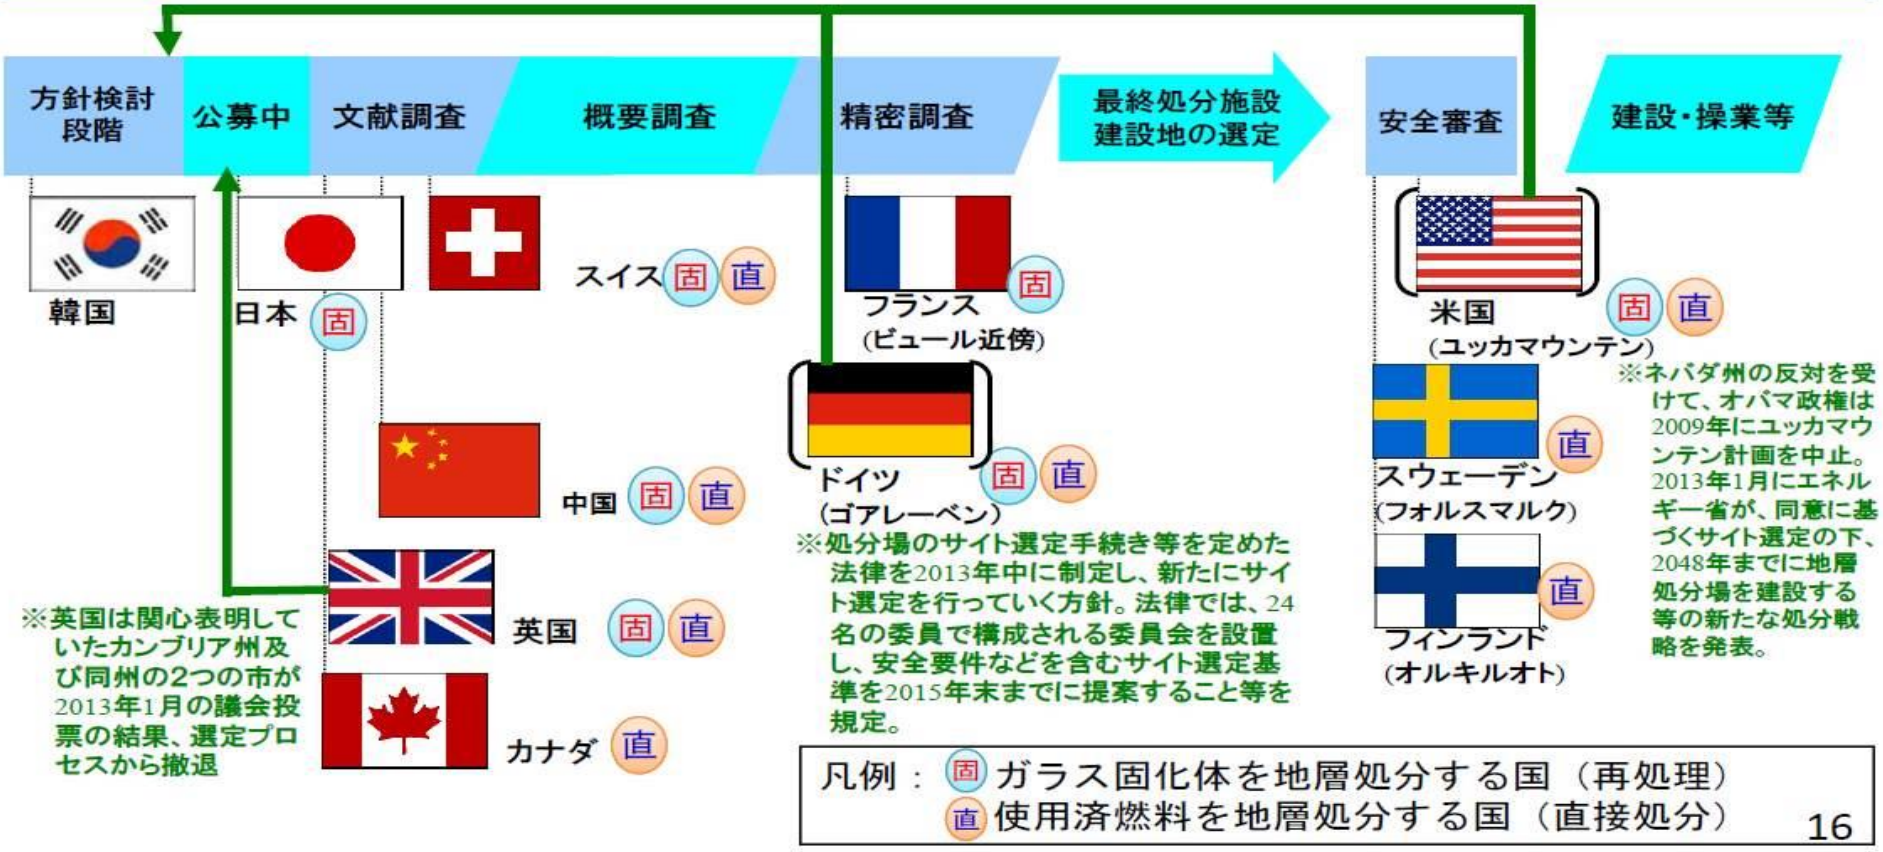 方針検討
段階
公募中
文献調査
概要調査
精密調査
最終処分施設
建設地の選定
安全審査
建設・操業等
韓国
日本
固
スイス
固
直
フランス
固
(ビュール近傍)
米国
固
直
(ユッカマウンテン)
※ネバダ州の反対を受
けて、オバマ政権は
2009年にユッカマウ
ンテン計画を中止。
2013年1月にエネル
ギー省が、同意に基
づくサイト選定の下、
2048年までに地層
処分場を建設する
等の新たな処分戦
略を発表。
中国
固
直
ドイツ
固
直
(ゴアレーベン)
※処分場のサイト選定手続き等を定めた
法律を2013年中に制定し、新たにサイ
ト選定を行っていく方針。法律では、24
名の委員で構成される委員会を設置
し、安全要件などを含むサイト選定基
準を2015年末までに提案すること等を
規定。
スウェーデン
直
(フォルスマルク)
フィンランド
直
(オルキルオト)
英国
固
直
※英国は関心表明して
いたカンブリア州及
び同州の2つの市が
2013年1月の議会投
票の結果、選定プロ
セスから撤退
カナダ
直
凡例： 固 ガラス固化体を地層処分する国（再処理）
直 使用済燃料を地層処分する国（直接処分）
16